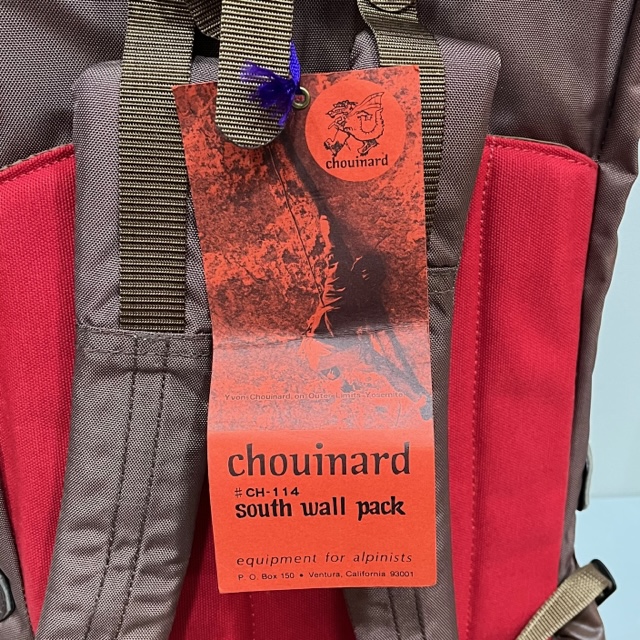 chouinard
Yvon Chouinard on Outer Limits, Yosemite
chouinard
# CH-114
south wall pack
equipment for alpinists
P. O. Box 150 • Ventura, California 93001